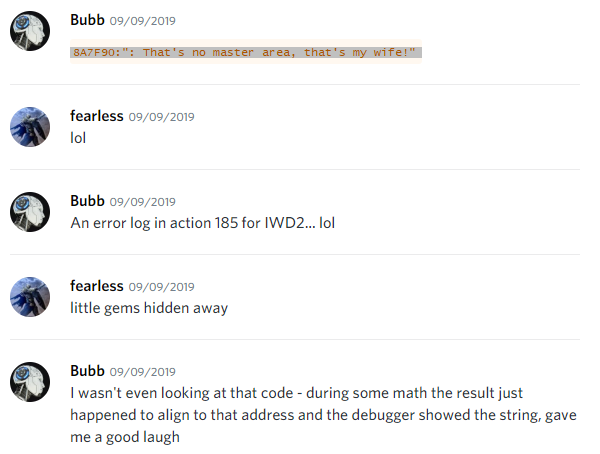 Bubb 09/09/2019
8A7F90:": That's no master area, that's my wife!"
fearless 09/09/2019
lol
Bubb 09/09/2019
An error log in action 185 for IWD2... lol
fearless 09/09/2019
little gems hidden away
Bubb 09/09/2019
I wasn't even looking at that code - during some math the result just
happened to align to that address and the debugger showed the string, gave
me a good laugh